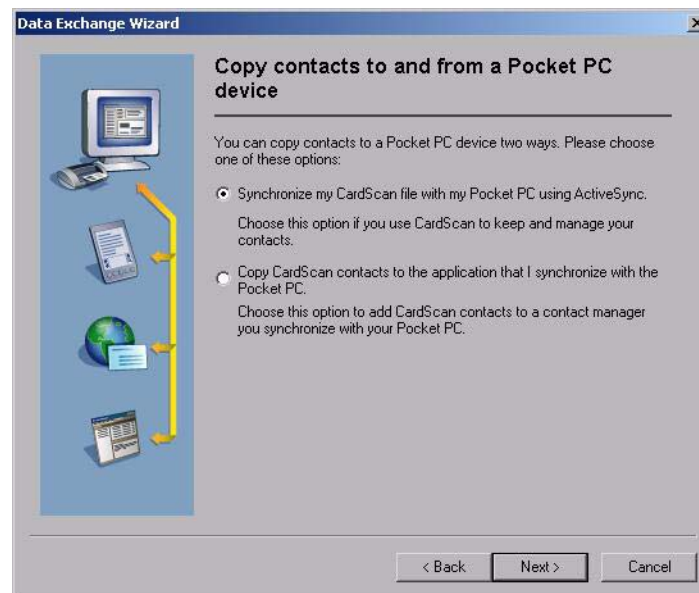 Data Exchange Wizard
Copy contacts to and from a Pocket PC
device
You can copy contacts to a Pocket PC device two ways. Please choose
one of these options:
Synchronize my CardScan file with my Pocket PC using ActiveSync.
Choose this option if you use CardScan to keep and manage your
contacts.
Copy CardScan contacts to the application that I synchronize with the
Pocket PC.
Choose this option to add CardScan contacts to a contact manager
you synchronize with your Pocket PC.
< Back
Next >
Cancel